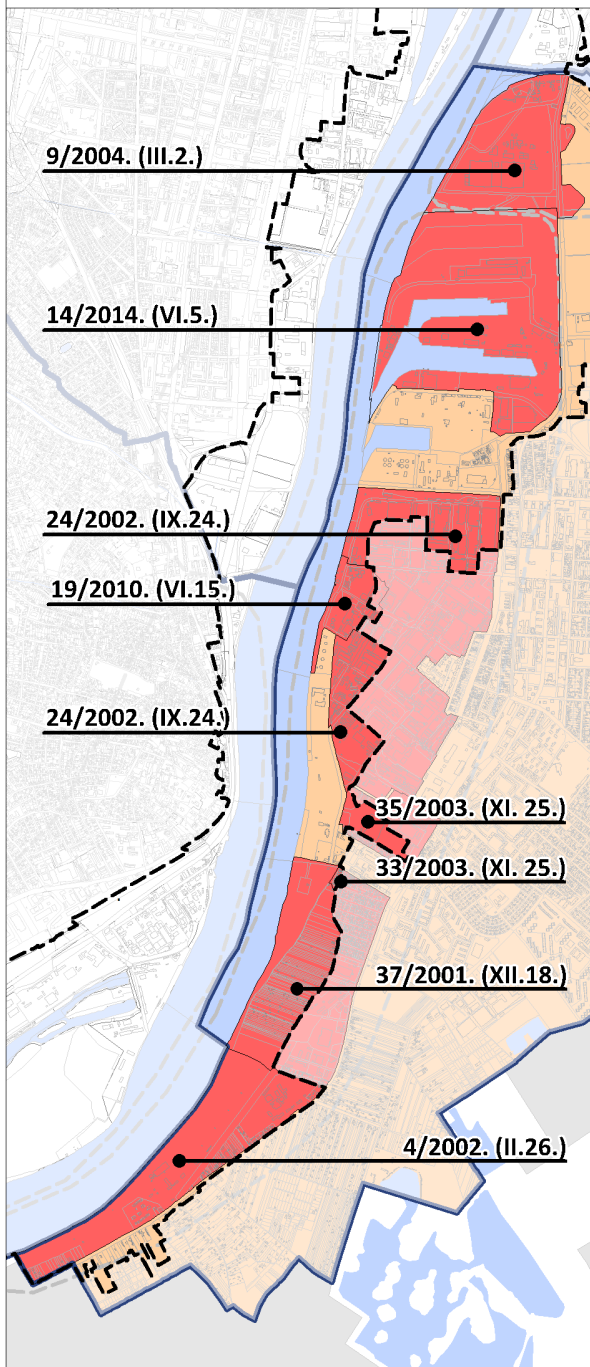 9/2004. (III.2.)
14/2014. (VI.5.)
24/2002. (IX.24.)
19/2010. (VI.15.)
24/2002. (IX.24.)
35/2003. (XI. 25.)
33/2003. (XI. 25.)
37/2001. (XII.18.)
4/2002. (II.26.)